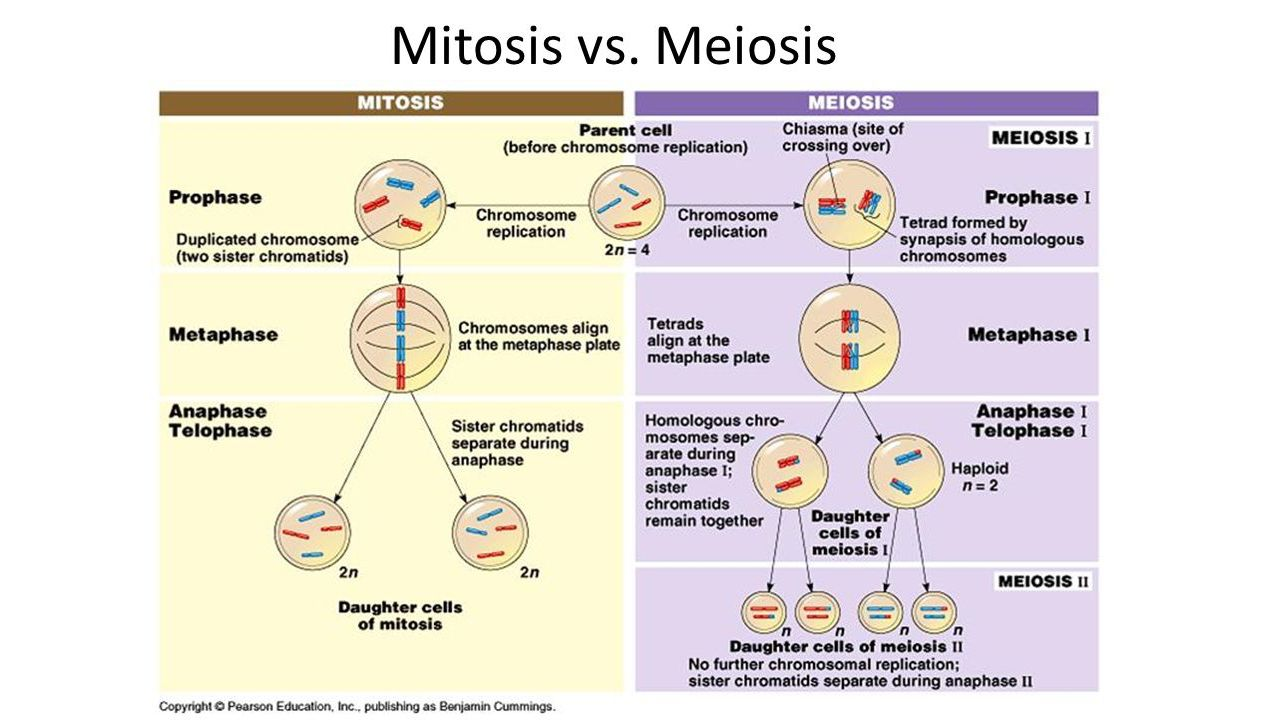 Mitosis vs. Meiosis
MITOSIS
MEIOSIS
Parent cell
(before chromosome replication)
Chiasma (site of
crossing over)
MEIOSIS I
Prophase
Prophase I
Chromosome
replication
Chromosome
replication
Duplicated chromosome
(two sister chromatids)
2n = 4
Tetrad formed by
synapsis of homologous
chromosomes
Metaphase
Chromosomes align
at the metaphase plate
Tetrads
align at the
metaphase plate
Metaphase I
Anaphase
Telophase
Sister chromatids
separate during
anaphase
Homologous chro-
mosomes sep-
arate during
anaphase I;
sister
chromatids
remain together
Anaphase I
Telophase I
Haploid
n = 2
Daughter
cells of
meiosis I
2n
2n
Daughter cells
of mitosis
MEIOSIS II
n
n
n
n
Daughter cells of meiosis II
No further chromosomal replication;
sister chromatids separate during anaphase II
Copyright © Pearson Education, Inc., publishing as Benjamin Cummings.